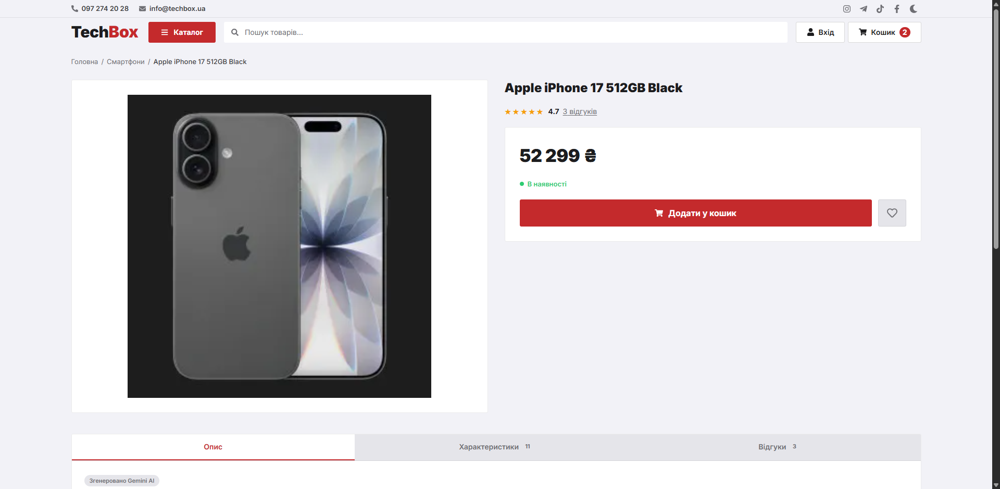 097 274 20 28 info@techbox.ua
TechBox Каталог Пошук товарів... Вхід Кошик 2
Головна / Смартфони / Apple iPhone 17 512GB Black
Apple iPhone 17 512GB Black
★★★★★ 4.7 3 відгуків
52 299 ₴
В наявності
Додати у кошик
Опис Характеристики 11 Відгуки 3
Згенеровано Gemini AI